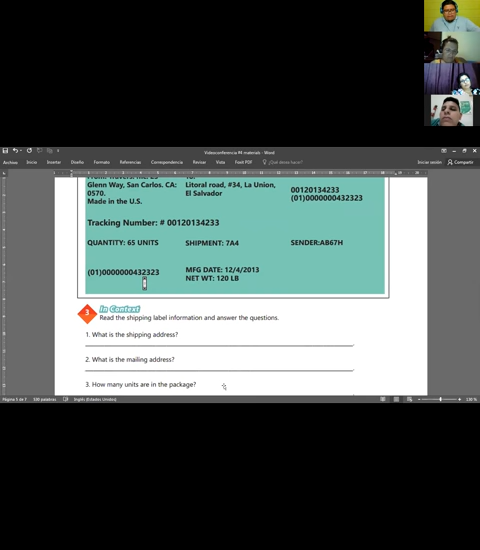 Videoconferencia #4 materials - Word
Archivo Inicio Insertar Diseño Formato Referencias Correspondencia Revisar Vista Foxit PDF ¿Qué desea hacer? Iniciar sesión Compartir
Glenn Way, San Carlos. CA:
0570.
Made in the U.S.
Litoral road, #34, La Union,
El Salvador
00120134233
(01)0000000432323
Tracking Number: # 00120134233
QUANTITY: 65 UNITS
SHIPMENT: 7A4
SENDER:AB67H
(01)0000000432323
MFG DATE: 12/4/2013
NET WT: 120 LB
3 In Context
Read the shipping label information and answer the questions.
1. What is the shipping address?
2. What is the mailing address?
3. How many units are in the package?
Página 5 de 7 Inglés (Estados Unidos) 130 %